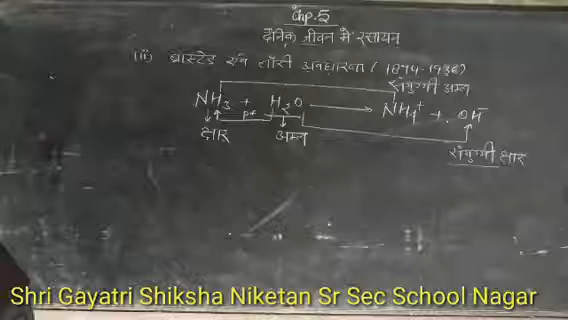 Chp. 5
दैनिक जीवन में रसायन
(ii) ब्रास्टेड एवं लॉरी अवधारणा (1874-1936)
संयुग्मी अम्ल
NH₃ + H₂O → NH₄⁺ + OH⁻
क्षार अम्ल
संयुग्मी क्षार
Shri Gayatri Shiksha Niketan Sr Sec School Nagar